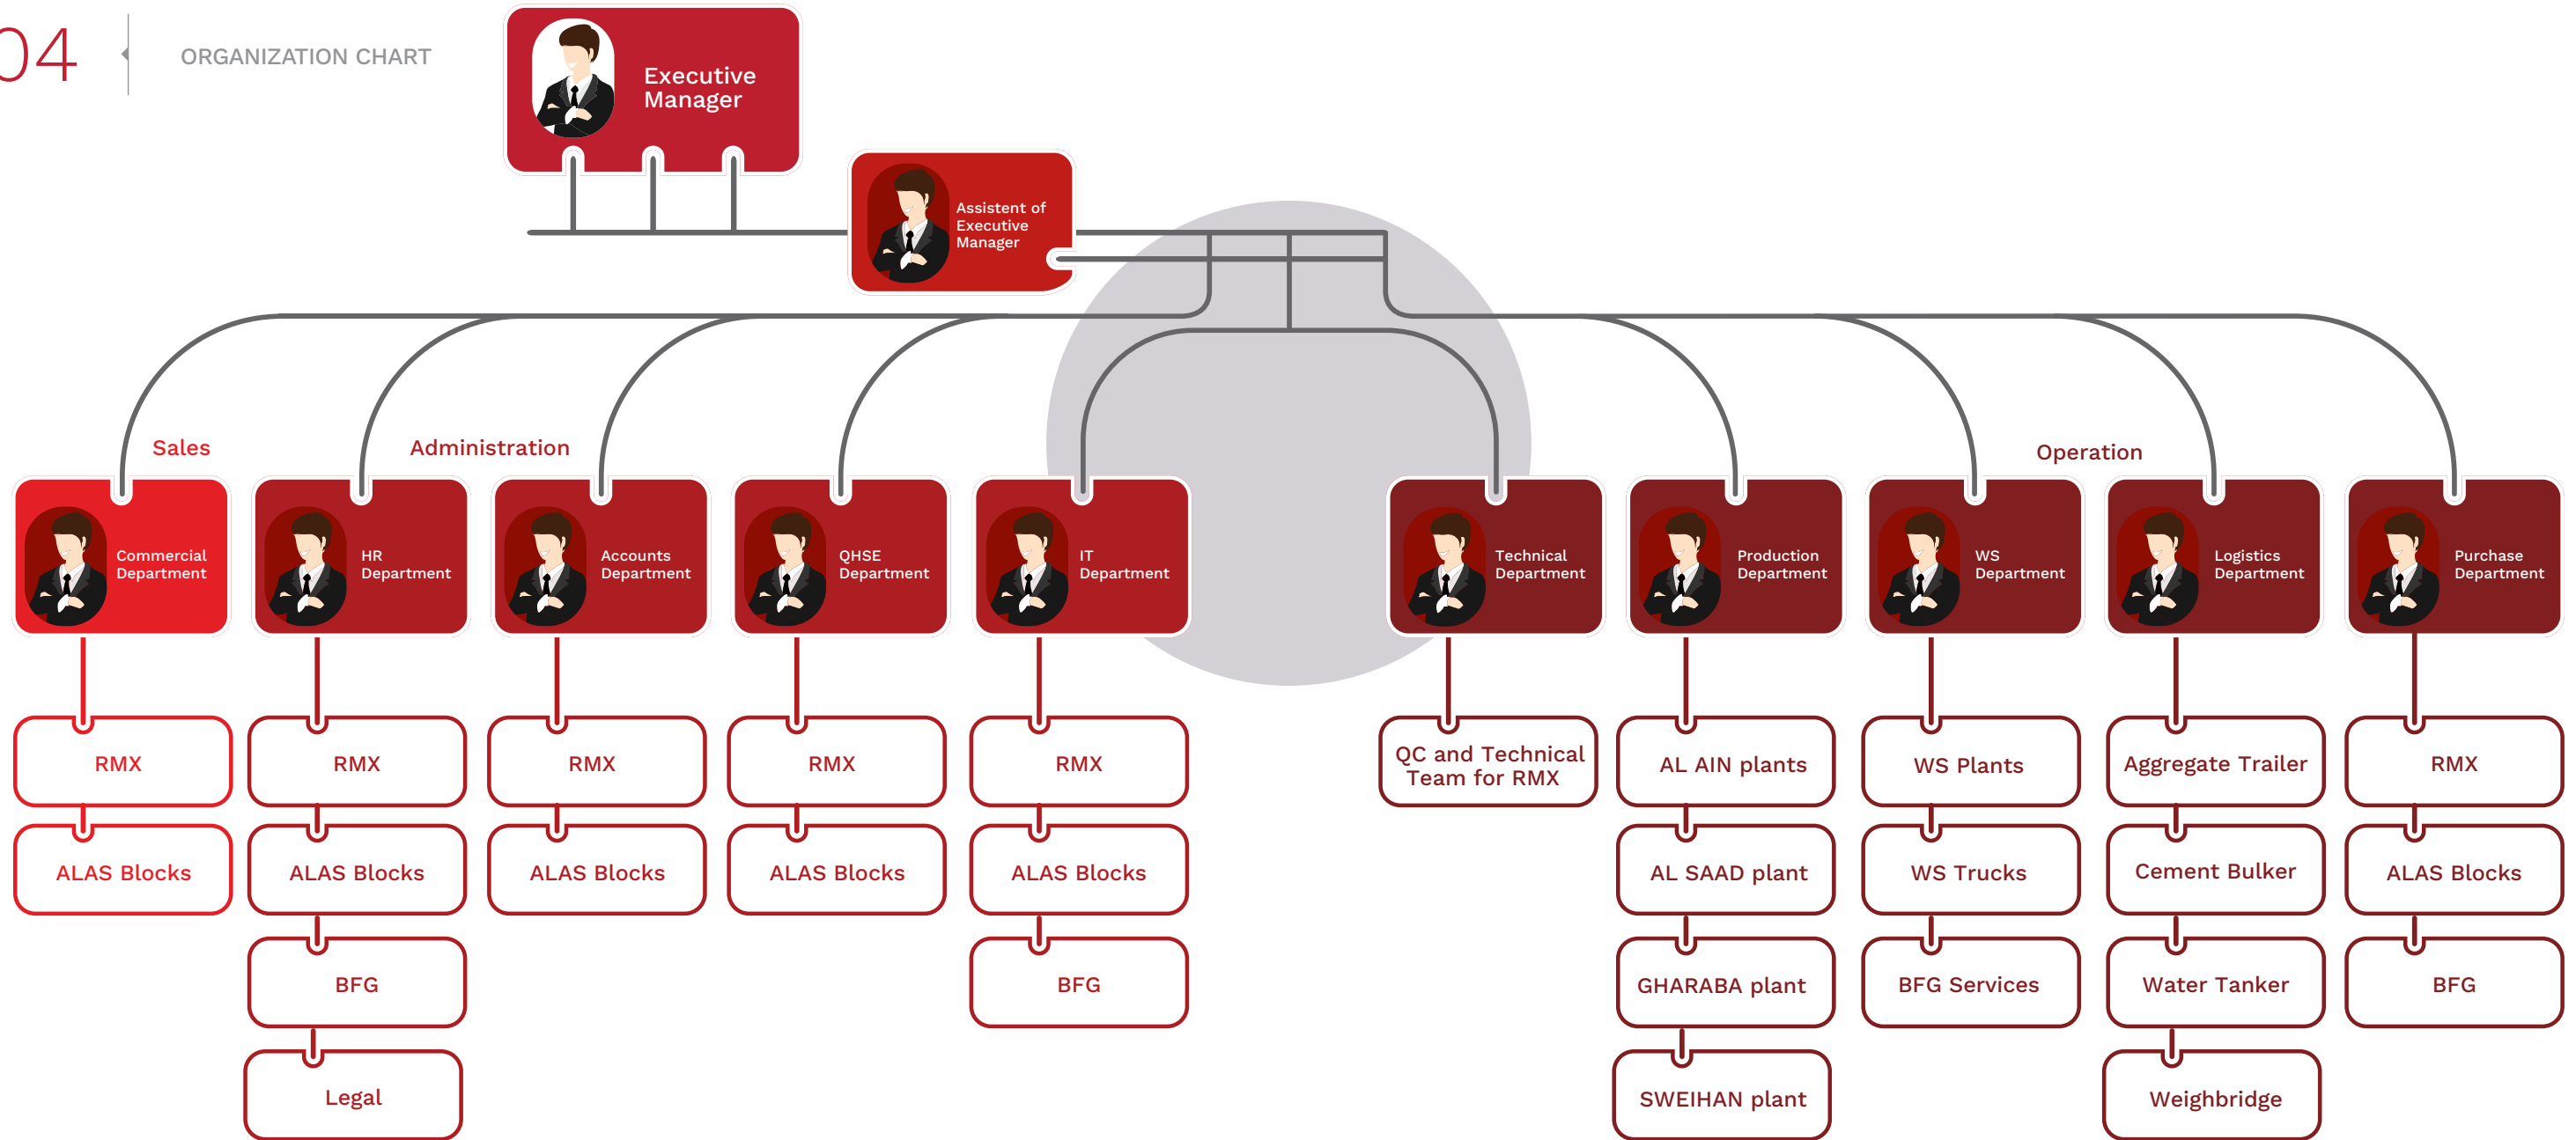 04
ORGANIZATION CHART
Executive
Manager
Assistent of
Executive
Manager
Sales
Administration
Operation
Commercial
Department
HR
Department
Accounts
Department
QHSE
Department
IT
Department
Technical
Department
Production
Department
WS
Department
Logistics
Department
Purchase
Department
RMX
RMX
RMX
RMX
RMX
QC and Technical
Team for RMX
AL AIN plants
WS Plants
Aggregate Trailer
RMX
ALAS Blocks
ALAS Blocks
ALAS Blocks
ALAS Blocks
ALAS Blocks
AL SAAD plant
WS Trucks
Cement Bulker
ALAS Blocks
BFG
BFG
GHARABA plant
BFG Services
Water Tanker
BFG
Legal
SWEIHAN plant
Weighbridge